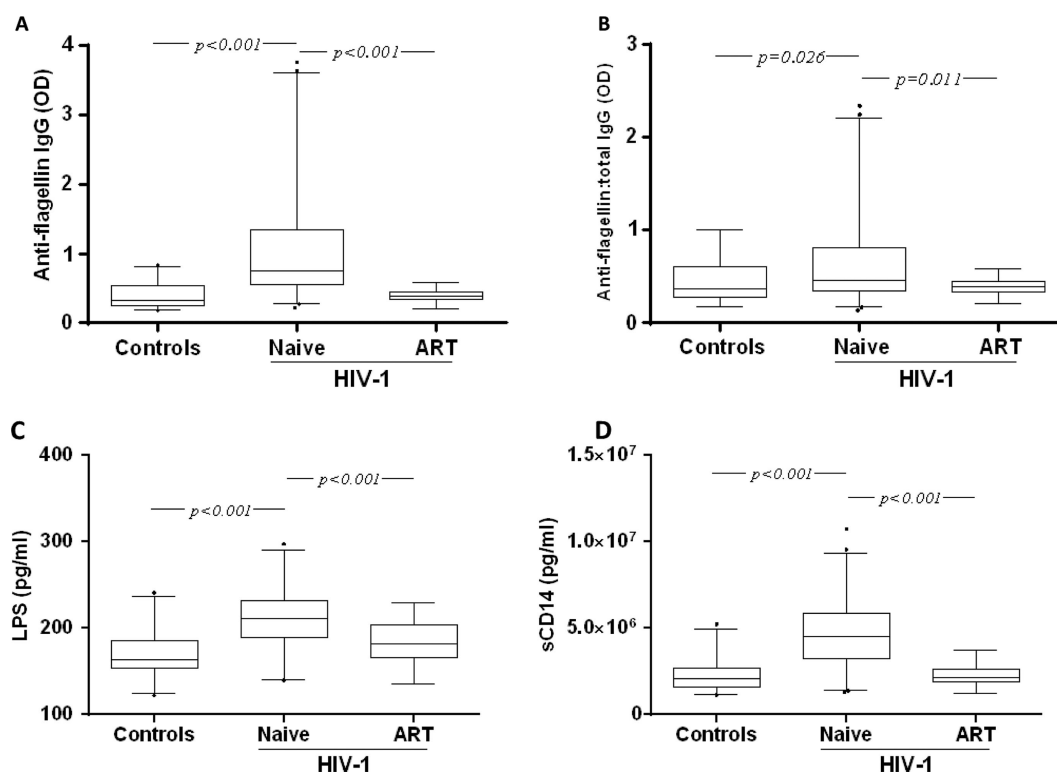 A
Anti-flagellin IgG (OD)
4
3
2
1
0
p<0.001
p<0.001
Controls
Naive
ART
HIV-1
B
Anti-flagellin:total IgG (OD)
3
2
1
0
p=0.026
p=0.011
Controls
Naive
ART
HIV-1
C
LPS (pg/ml)
400
300
200
100
p<0.001
p<0.001
Controls
Naive
ART
HIV-1
D
sCD14 (pg/ml)
1.5×10⁷
1.0×10⁷
5.0×10⁶
0
p<0.001
p<0.001
Controls
Naive
ART
HIV-1